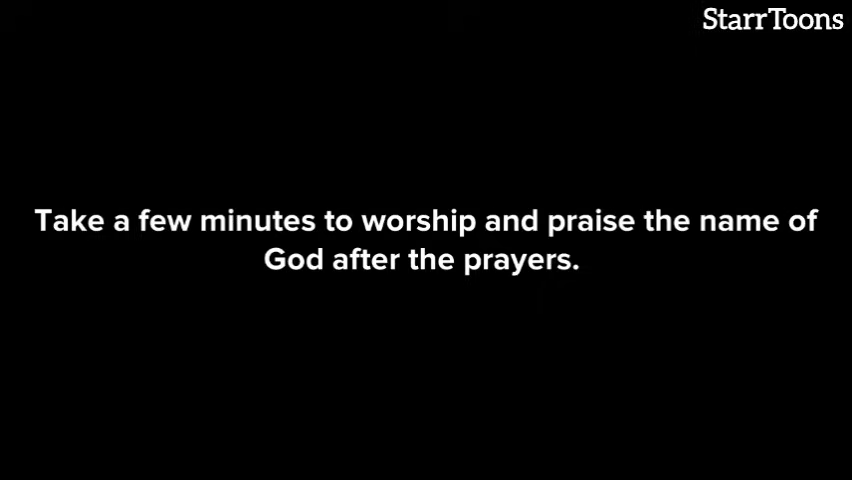 StarrToons
Take a few minutes to worship and praise the name of
God after the prayers.